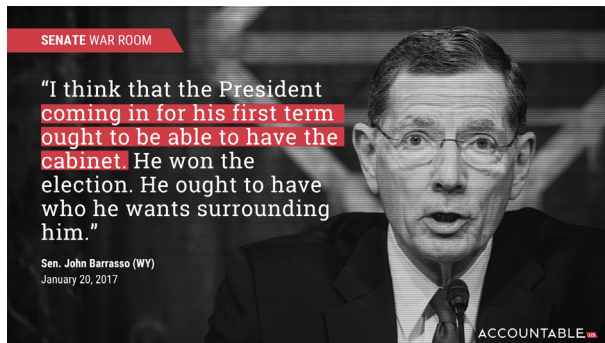 SENATE WAR ROOM
“I think that the President
coming in for his first term
ought to be able to have the
cabinet. He won the
election. He ought to have
who he wants surrounding
him.”
Sen. John Barrasso (WY)
January 20, 2017
ACCOUNTABLE.US